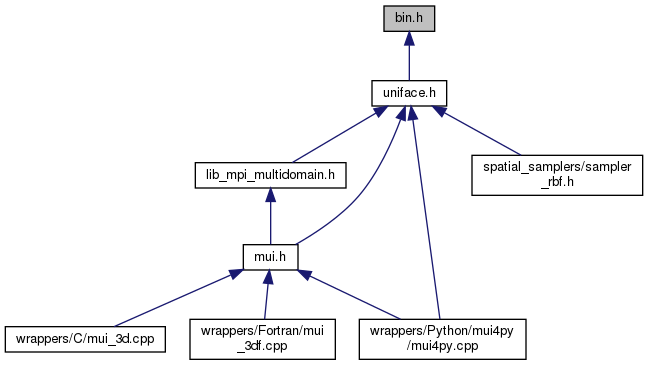 bin.h
uniface.h
lib_mpi_multidomain.h
spatial_samplers/sampler
_rbf.h
mui.h
wrappers/C/mui_3d.cpp
wrappers/Fortran/mui
_3df.cpp
wrappers/Python/mui4py
/mui4py.cpp